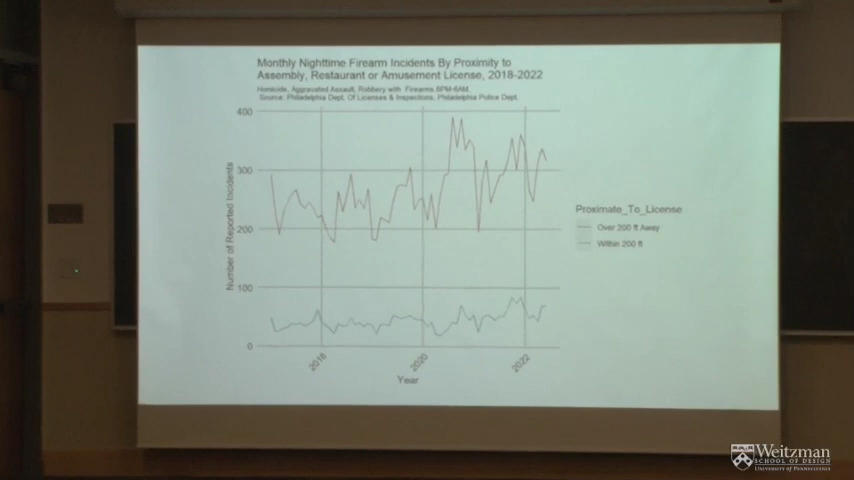 Monthly Nighttime Firearm Incidents By Proximity to
Assembly, Restaurant or Amusement License, 2018-2022
Homicide, Aggravated Assault, Robbery with Firearms 6PM-6AM.
Source: Philadelphia Dept. Of Licenses & Inspections, Philadelphia Police Dept.
400
300
200
100
0
Number of Reported Incidents
2018
2020
2022
Year
Proximate_To_License
Over 200 ft Away
Within 200 ft
Weitzman
SCHOOL OF DESIGN
UNIVERSITY OF PENNSYLVANIA